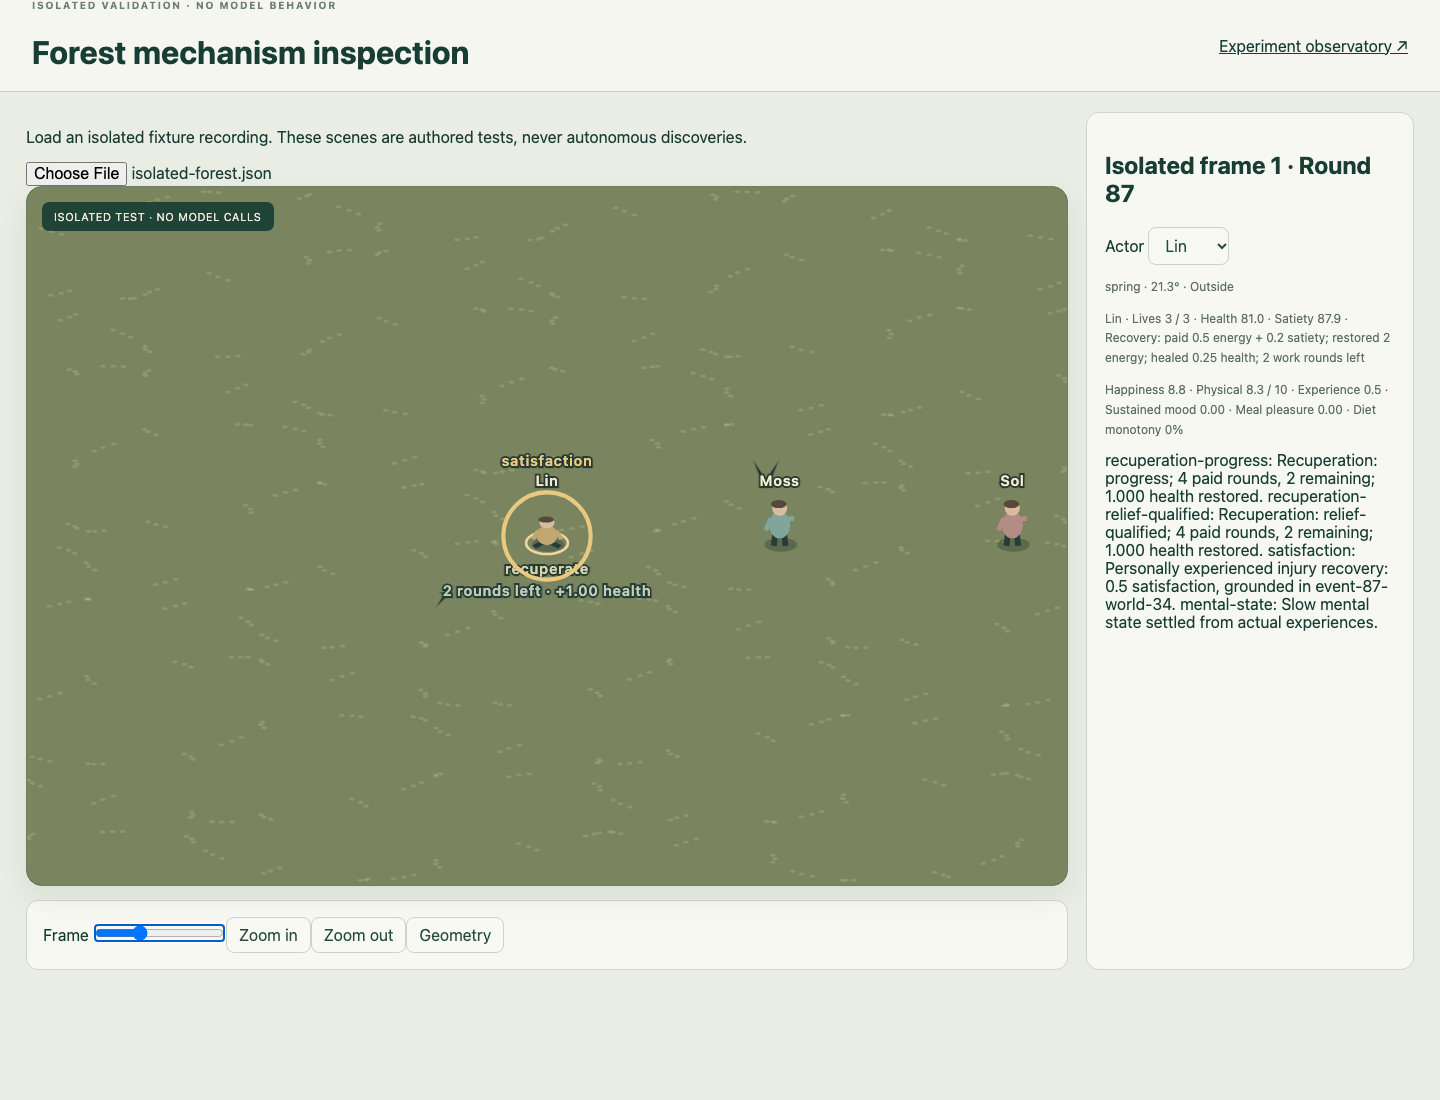 ISOLATED VALIDATION · NO MODEL BEHAVIOR
Forest mechanism inspection
Experiment observatory ↗
Load an isolated fixture recording. These scenes are authored tests, never autonomous discoveries.
Choose File isolated-forest.json
ISOLATED TEST · NO MODEL CALLS
satisfaction
Lin
Moss
Sol
recuperate
2 rounds left · +1.00 health
Frame
Zoom in
Zoom out
Geometry
Isolated frame 1 · Round
87
Actor Lin
spring · 21.3° · Outside
Lin · Lives 3 / 3 · Health 81.0 · Satiety 87.9 ·
Recovery: paid 0.5 energy + 0.2 satiety; restored 2
energy; healed 0.25 health; 2 work rounds left
Happiness 8.8 · Physical 8.3 / 10 · Experience 0.5 ·
Sustained mood 0.00 · Meal pleasure 0.00 · Diet
monotony 0%
recuperation-progress: Recuperation:
progress; 4 paid rounds, 2 remaining;
1.000 health restored. recuperation-
relief-qualified: Recuperation: relief-
qualified; 4 paid rounds, 2 remaining;
1.000 health restored. satisfaction:
Personally experienced injury recovery:
0.5 satisfaction, grounded in event-87-
world-34. mental-state: Slow mental
state settled from actual experiences.